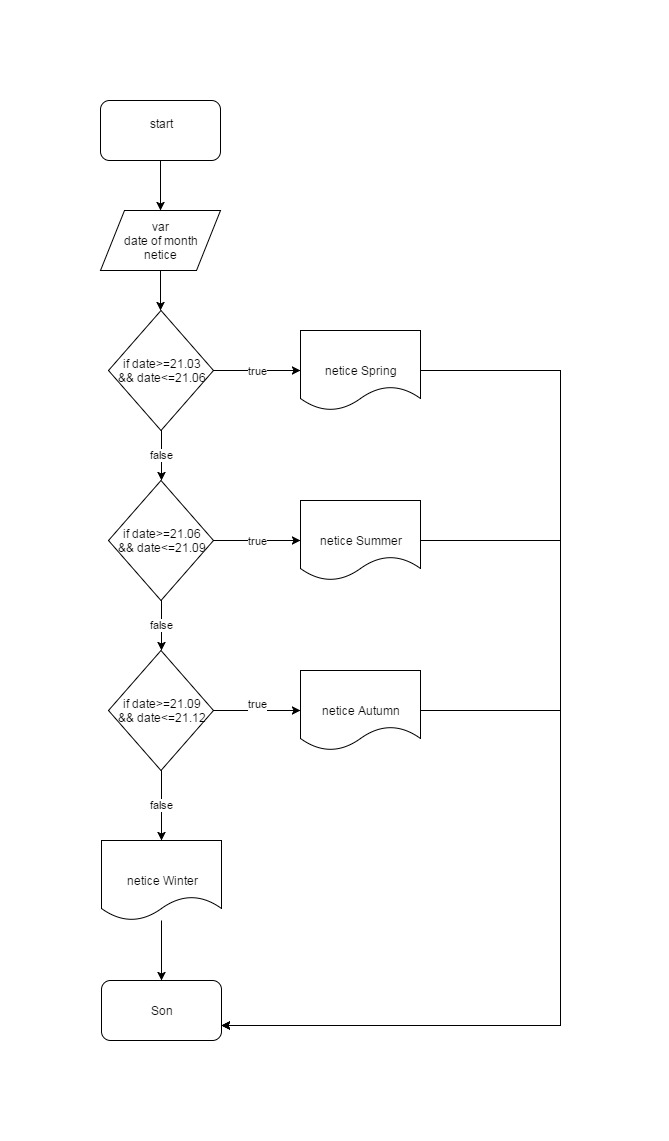 start
var
date of month
netice
if date>=21.03
&& date<=21.06
true
netice Spring
false
if date>=21.06
&& date<=21.09
true
netice Summer
false
if date>=21.09
&& date<=21.12
true
netice Autumn
false
netice Winter
Son